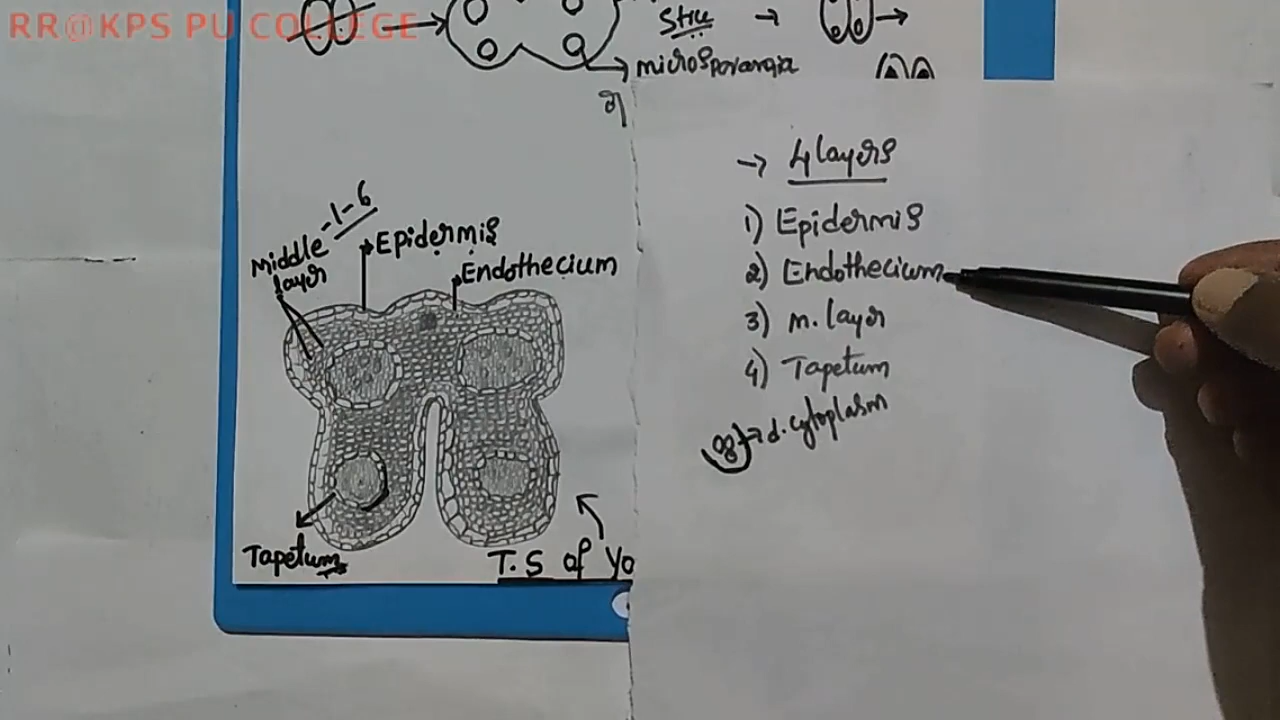 RR@KPS PU COLLEGE
Stru →
microsporangia
2)
→ 4 layers
1) Epidermis
2) Endothecium
3) m. layer
4) Tapetum
→ d. cytoplasm
Middle -1-6
layer
Epidermis
Endothecium
Tapetum
T.S of Yo